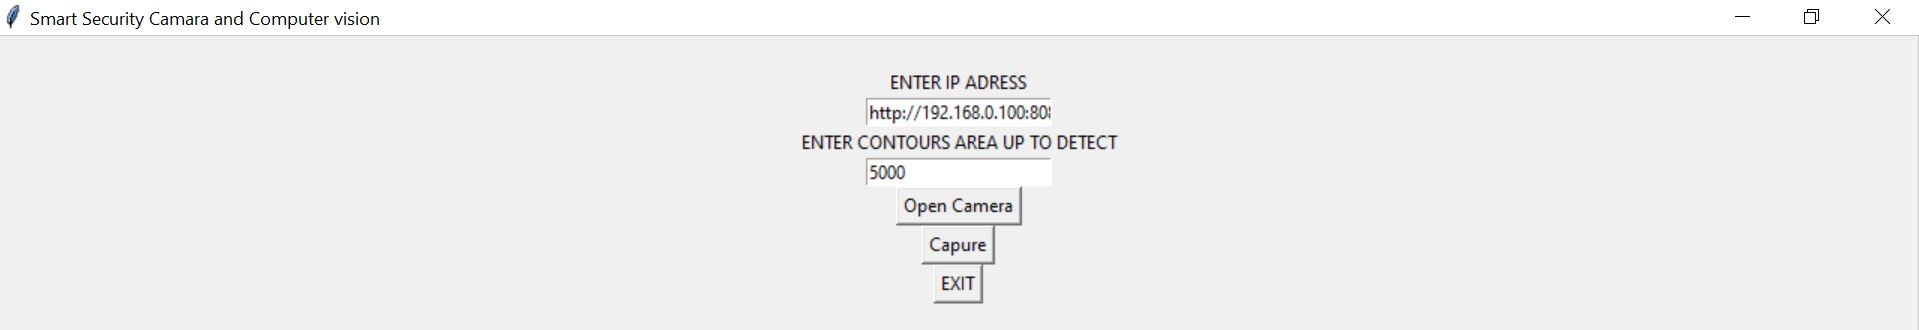 Smart Security Camara and Computer vision
ENTER IP ADRESS
http://192.168.0.100:80
ENTER CONTOURS AREA UP TO DETECT
5000
Open Camera
Capure
EXIT